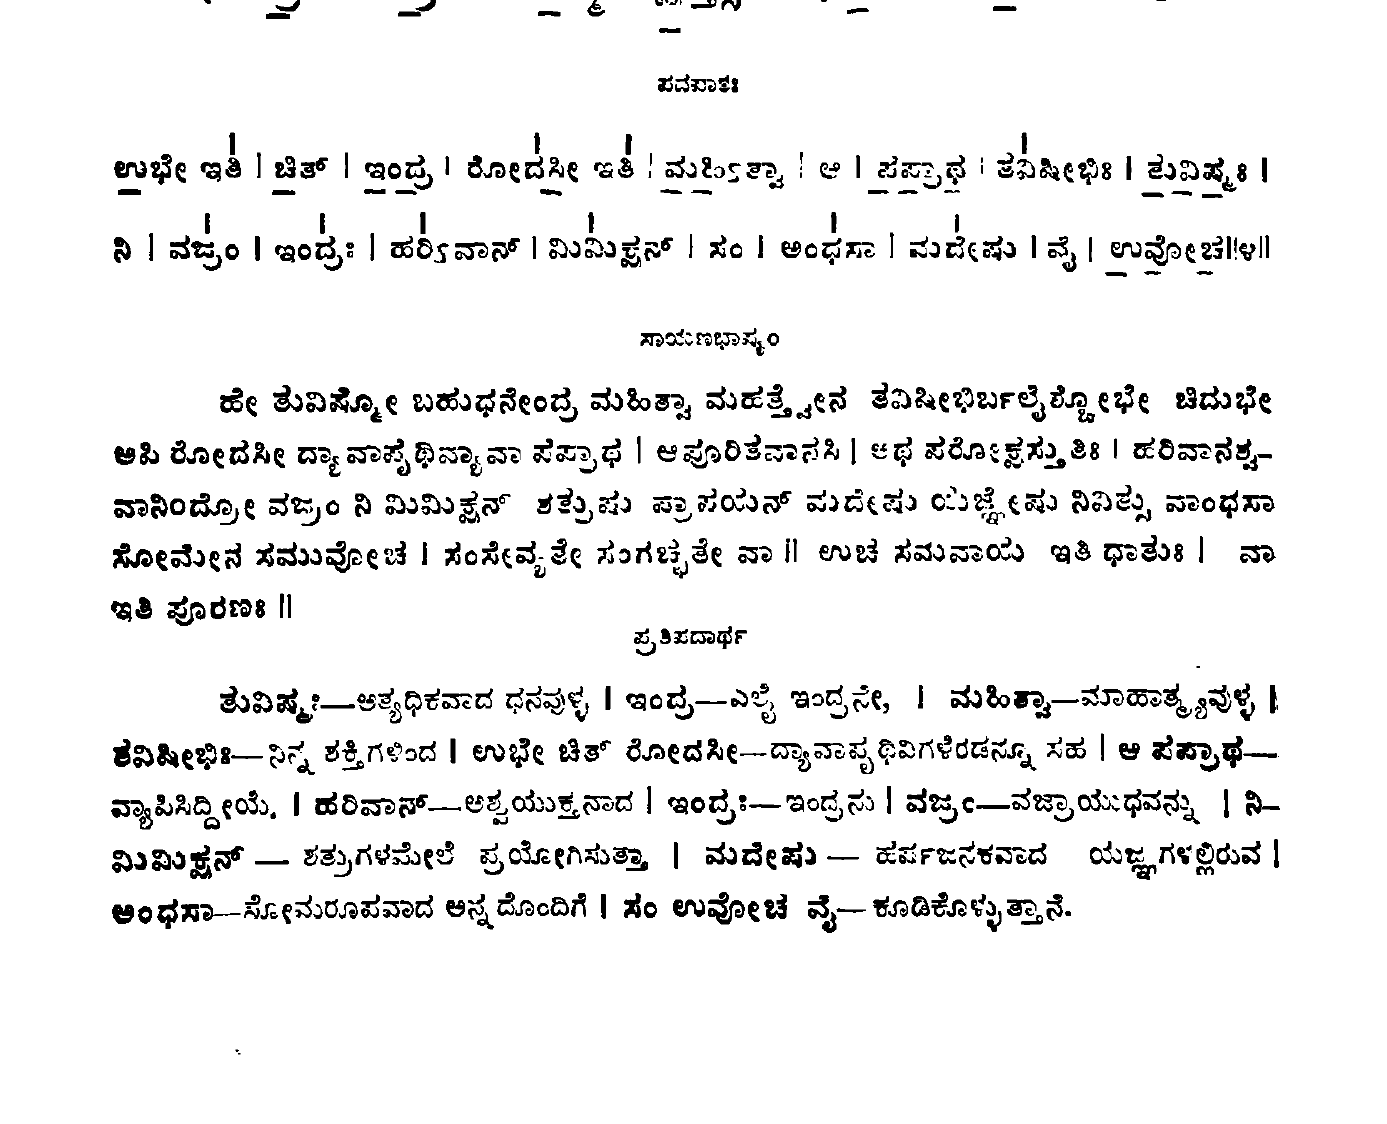 ಪದಪಾಠಃ
ಉಭೇ ಇತಿ | ಚಿತ್ | ಇಂದ್ರ | ರೋದಸೀ ಇತಿ | ಮಹಿಽತ್ವಾ | ಆ | ಪಪ್ರಾಥ | ತವಿಷೀಭಿಃ | ತುವಿಷ್ಮಃ |
ನಿ | ವಜ್ರಂ | ಇಂದ್ರಃ | ಹರಿಽವಾನ್ | ಮಿಮಿಕ್ಷನ್ | ಸಂ | ಅಂಧಸಾ | ಮದೇಷು | ವೈ | ಉವೋಚ||೪||
ಸಾಯಣಭಾಷ್ಯಂ
ಹೇ ತುವಿಷ್ಮೋ ಬಹುಧನೇಂದ್ರ ಮಹಿತ್ವಾ ಮಹತ್ತ್ವೇನ ತವಿಷೀಭಿರ್ಬಲೈಶ್ಚೋಭೇ ಚಿದುಭೇ
ಅಪಿ ರೋದಸೀ ದ್ಯಾವಾಪೃಥಿವ್ಯಾವಾ ಪಪ್ರಾಥ | ಆಪೂರಿತವಾನಸಿ | ಅಥ ಪರೋಕ್ಷಸ್ತುತಿಃ | ಹರಿವಾನಶ್ವ-
ವಾನಿಂದ್ರೋ ವಜ್ರಂ ನಿ ಮಿಮಿಕ್ಷನ್ ಶತ್ರುಷು ಪ್ರಾಪಯನ್ ಮದೇಷು ಯಜ್ಞೇಷು ನಿವಿತ್ಸು ವಾಂಧಸಾ
ಸೋಮೇನ ಸಮುವೋಚ | ಸಂಸೇವ್ಯತೇ ಸಂಗಚ್ಛತೇ ವಾ || ಉಚ ಸಮವಾಯ ಇತಿ ಧಾತುಃ | ವಾ
ಇತಿ ಪೂರಣಃ ||
ಪ್ರತಿಪದಾರ್ಥ
ತುವಿಷ್ಮಃ—ಅತ್ಯಧಿಕವಾದ ಧನವುಳ್ಳ | ಇಂದ್ರ—ಎಲೈ ಇಂದ್ರನೇ, | ಮಹಿತ್ವಾ—ಮಾಹಾತ್ಮ್ಯವುಳ್ಳ |
ತವಿಷೀಭಿಃ—ನಿನ್ನ ಶಕ್ತಿಗಳಿಂದ | ಉಭೇ ಚಿತ್ ರೋದಸೀ—ದ್ಯಾವಾಪೃಥಿವಿಗಳೆರಡನ್ನೂ ಸಹ | ಆ ಪಪ್ರಾಥ—
ವ್ಯಾಪಿಸಿದ್ದೀಯೆ. | ಹರಿವಾನ್—ಅಶ್ವಯುಕ್ತನಾದ | ಇಂದ್ರಃ—ಇಂದ್ರನು | ವಜ್ರಂ—ವಜ್ರಾಯುಧವನ್ನು | ನಿ-
ಮಿಮಿಕ್ಷನ್ — ಶತ್ರುಗಳಮೇಲೆ ಪ್ರಯೋಗಿಸುತ್ತಾ | ಮದೇಷು — ಹರ್ಷಜನಕವಾದ ಯಜ್ಞಗಳಲ್ಲಿರುವ |
ಅಂಧಸಾ—ಸೋಮರೂಪವಾದ ಅನ್ನದೊಂದಿಗೆ | ಸಂ ಉವೋಚ ವೈ—ಕೂಡಿಕೊಳ್ಳುತ್ತಾನೆ.